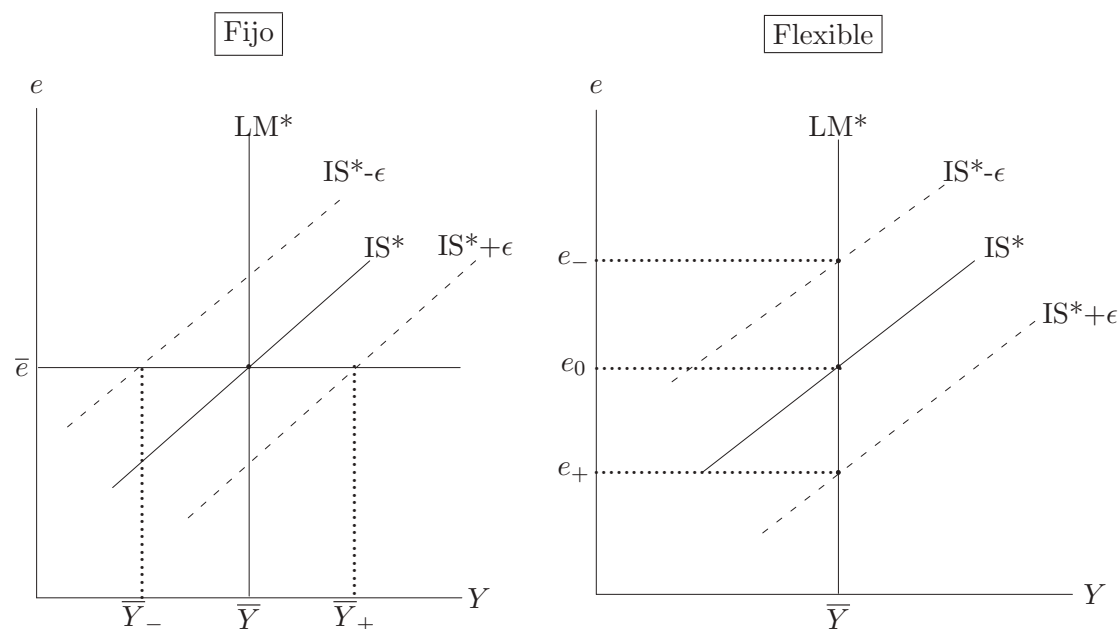 Fijo
e
LM*
IS*-ϵ
IS*
IS*+ϵ
e̅
Y̅₋
Y̅
Y̅₊
Y
Flexible
e
LM*
IS*-ϵ
IS*
IS*+ϵ
e₋
e₀
e₊
Y̅
Y